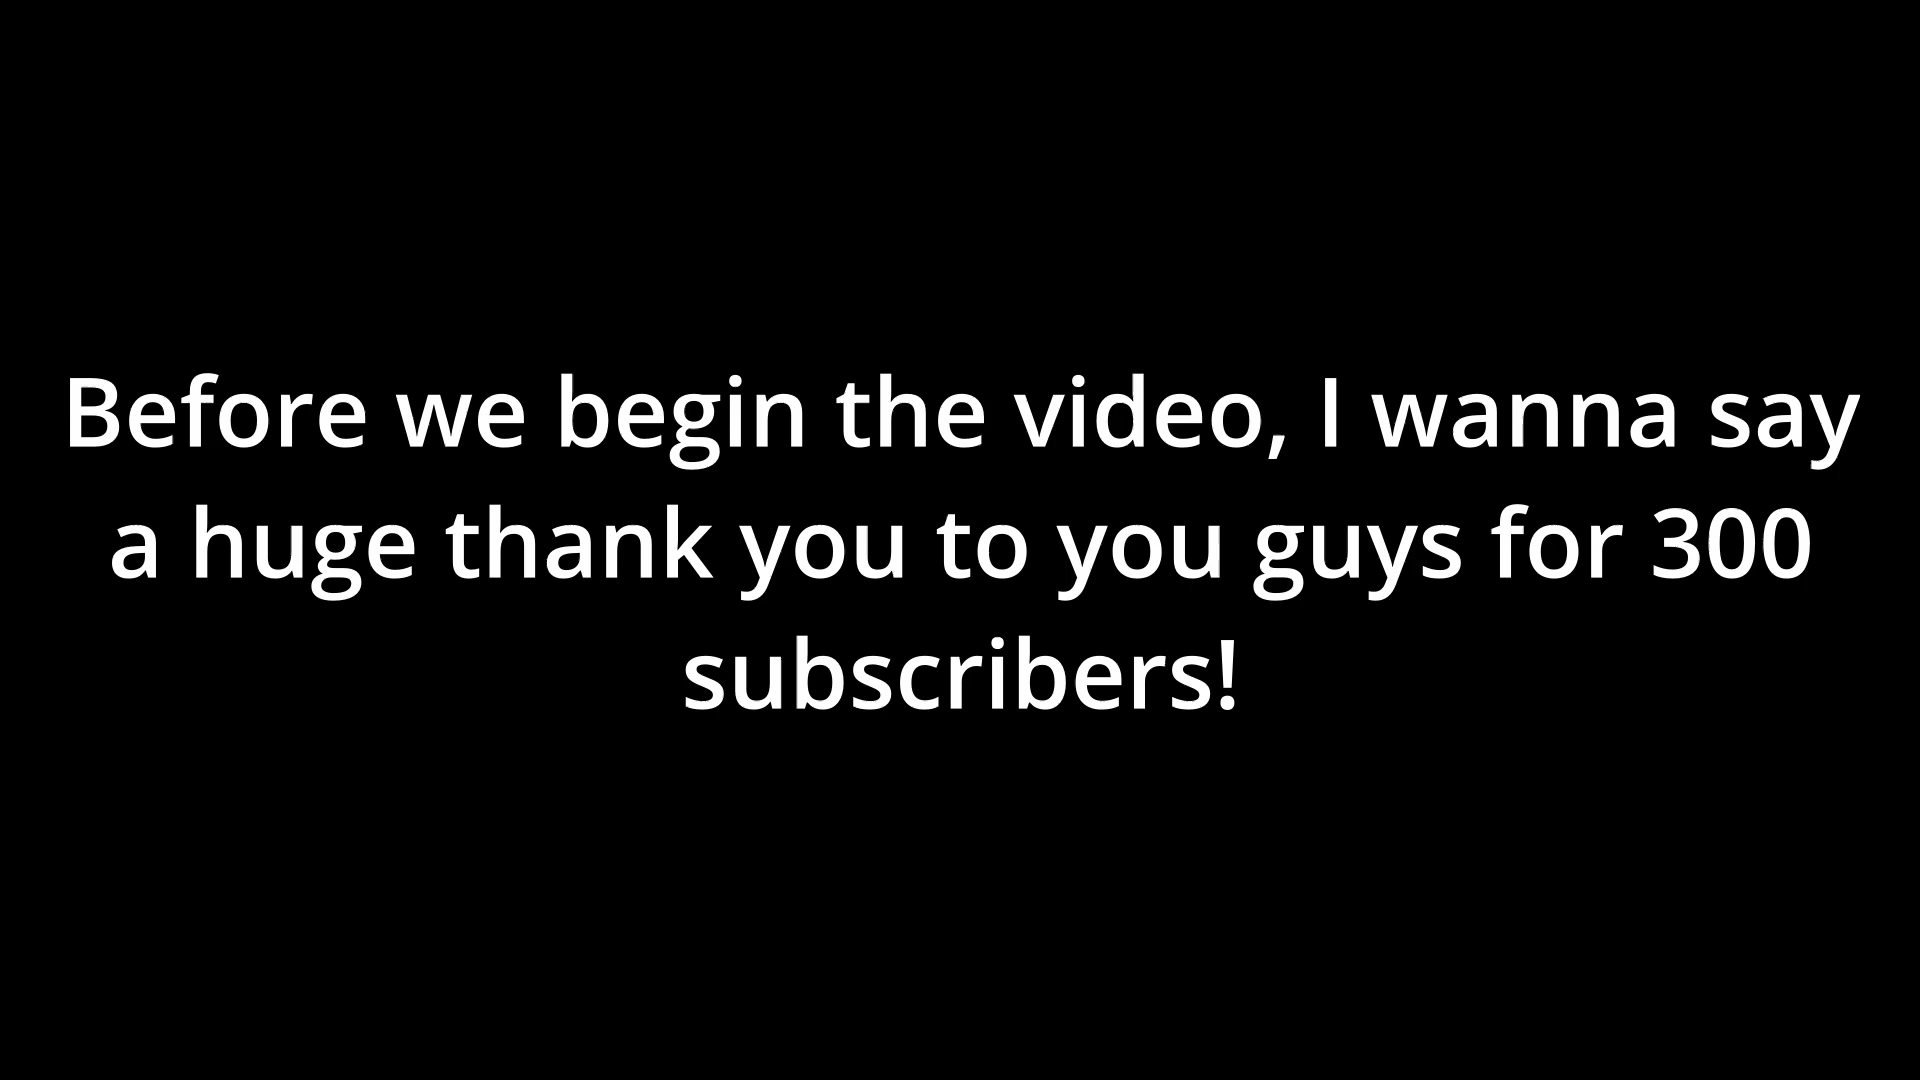 Before we begin the video, I wanna say
a huge thank you to you guys for 300
subscribers!